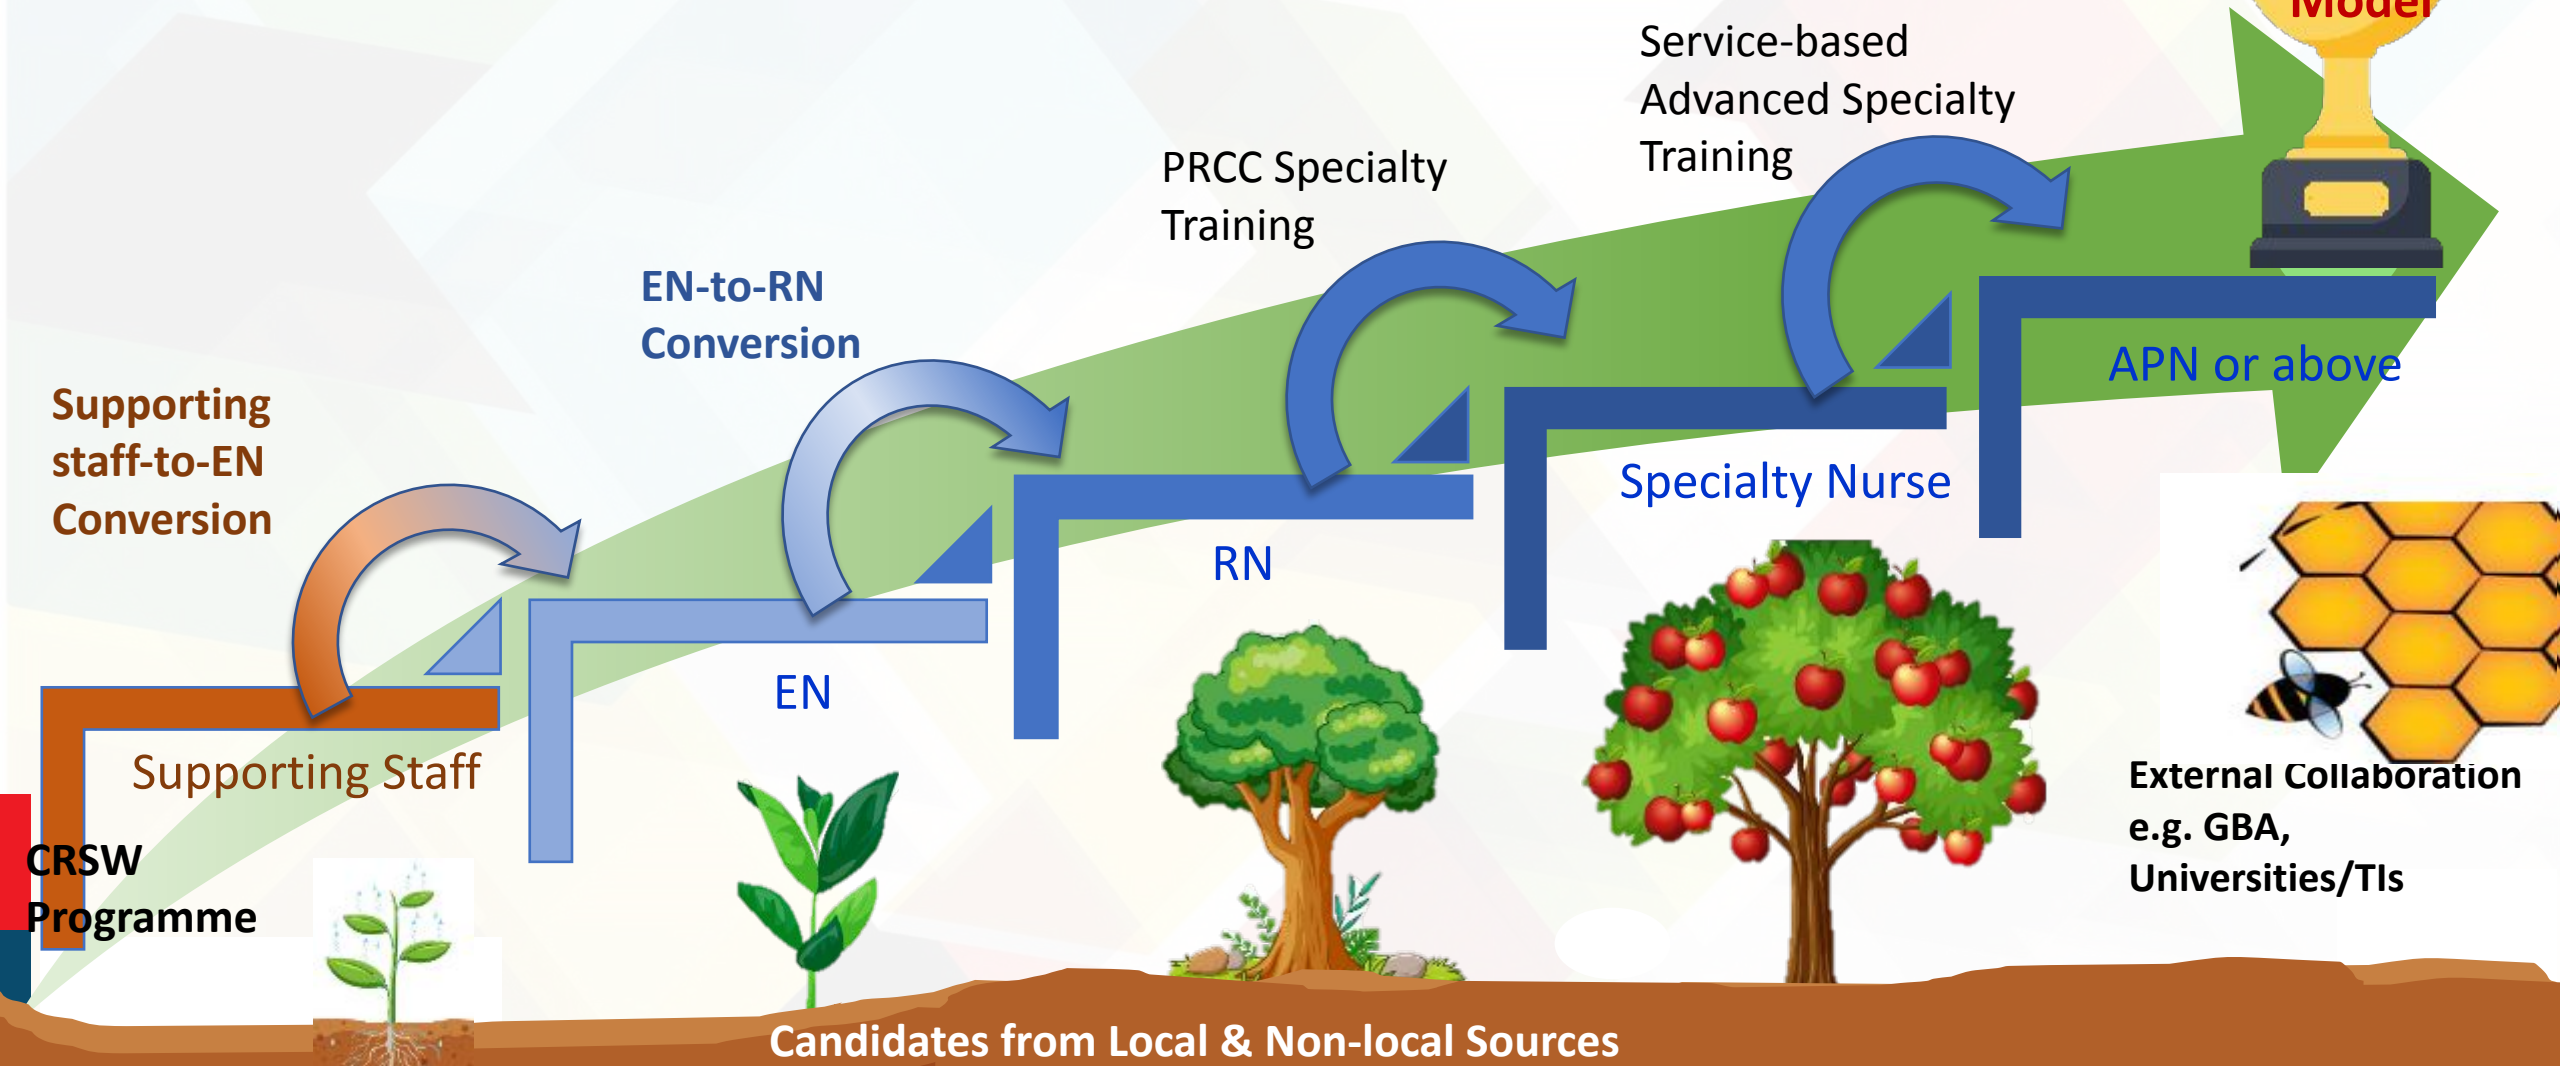 Model
Service-based
Advanced Specialty
Training
PRCC Specialty
Training
EN-to-RN
Conversion
Supporting
staff-to-EN
Conversion
APN or above
Specialty Nurse
RN
EN
Supporting Staff
CRSW
Programme
External Collaboration
e.g. GBA,
Universities/TIs
Candidates from Local & Non-local Sources